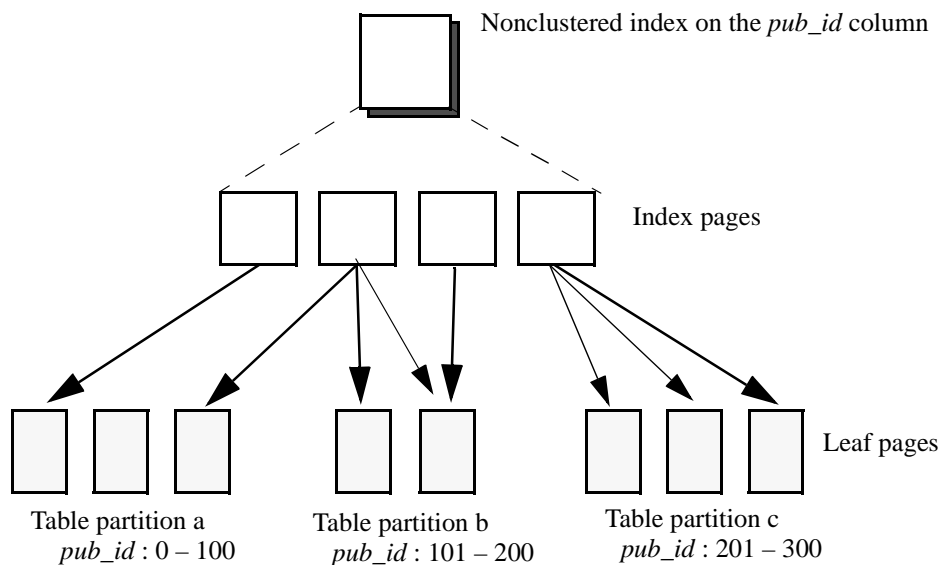 Nonclustered index on the pub_id column
Index pages
Leaf pages
Table partition a
pub_id : 0 – 100
Table partition b
pub_id : 101 – 200
Table partition c
pub_id : 201 – 300